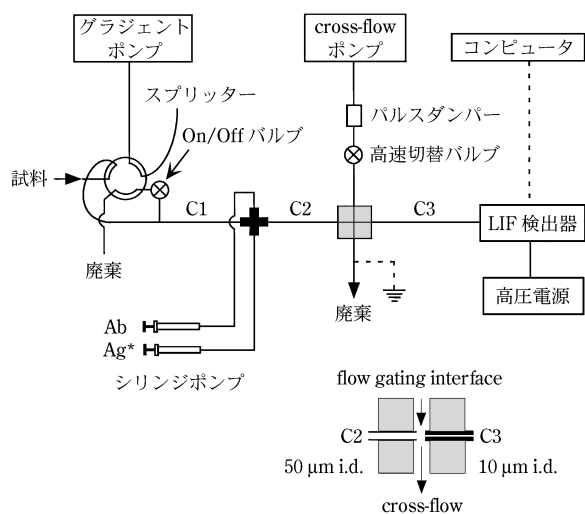 グラジェント
ポンプ
cross-flow
ポンプ
コンピュータ
スプリッター
パルスダンパー
On/Off バルブ
高速切替バルブ
試料
C1
C2
C3
LIF 検出器
廃棄
高圧電源
廃棄
Ab
Ag*
シリンジポンプ
flow gating interface
C2
C3
50 μm i.d.
10 μm i.d.
cross-flow